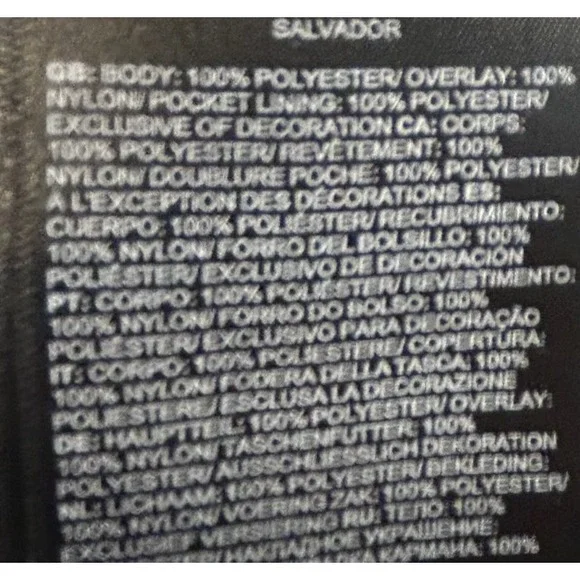 SALVADOR
GB: BODY: 100% POLYESTER/ OVERLAY: 100%
NYLON/ POCKET LINING: 100% POLYESTER/
EXCLUSIVE OF DECORATION CA: CORPS:
100% POLYESTER/ REVÊTEMENT: 100%
NYLON/ DOUBLURE POCHE: 100% POLYESTER/
À L'EXCEPTION DES DÉCORATIONS ES:
CUERPO: 100% POLIÉSTER/ RECUBRIMIENTO:
100% NYLON/ FORRO DEL BOLSILLO: 100%
POLIÉSTER/ EXCLUSIVO DE DECORACIÓN
PT: CORPO: 100% POLIÉSTER/ REVESTIMENTO:
100% NYLON/ FORRO DO BOLSO: 100%
POLIÉSTER/ EXCLUSIVO PARA DECORAÇÃO
IT: CORPO: 100% POLIESTERE/ COPERTURA:
100% NYLON/ FODERA DELLA TASCA: 100%
POLIESTERE/ ESCLUSA LA DECORAZIONE
DE: HAUPTTEIL: 100% POLYESTER/ OVERLAY:
100% NYLON/ TASCHENFUTTER: 100%
POLYESTER/ AUSSCHLIESSLICH DEKORATION
NL: LICHAAM: 100% POLYESTER/ BEKLEDING:
100% NYLON/ VOERING ZAK: 100% POLYESTER/
EXCLUSIEF VERSIERING RU: ТЕЛО: 100%
НАКЛАДНОЕ УКРАШЕНИЕ:
КАРМАНА: 100%